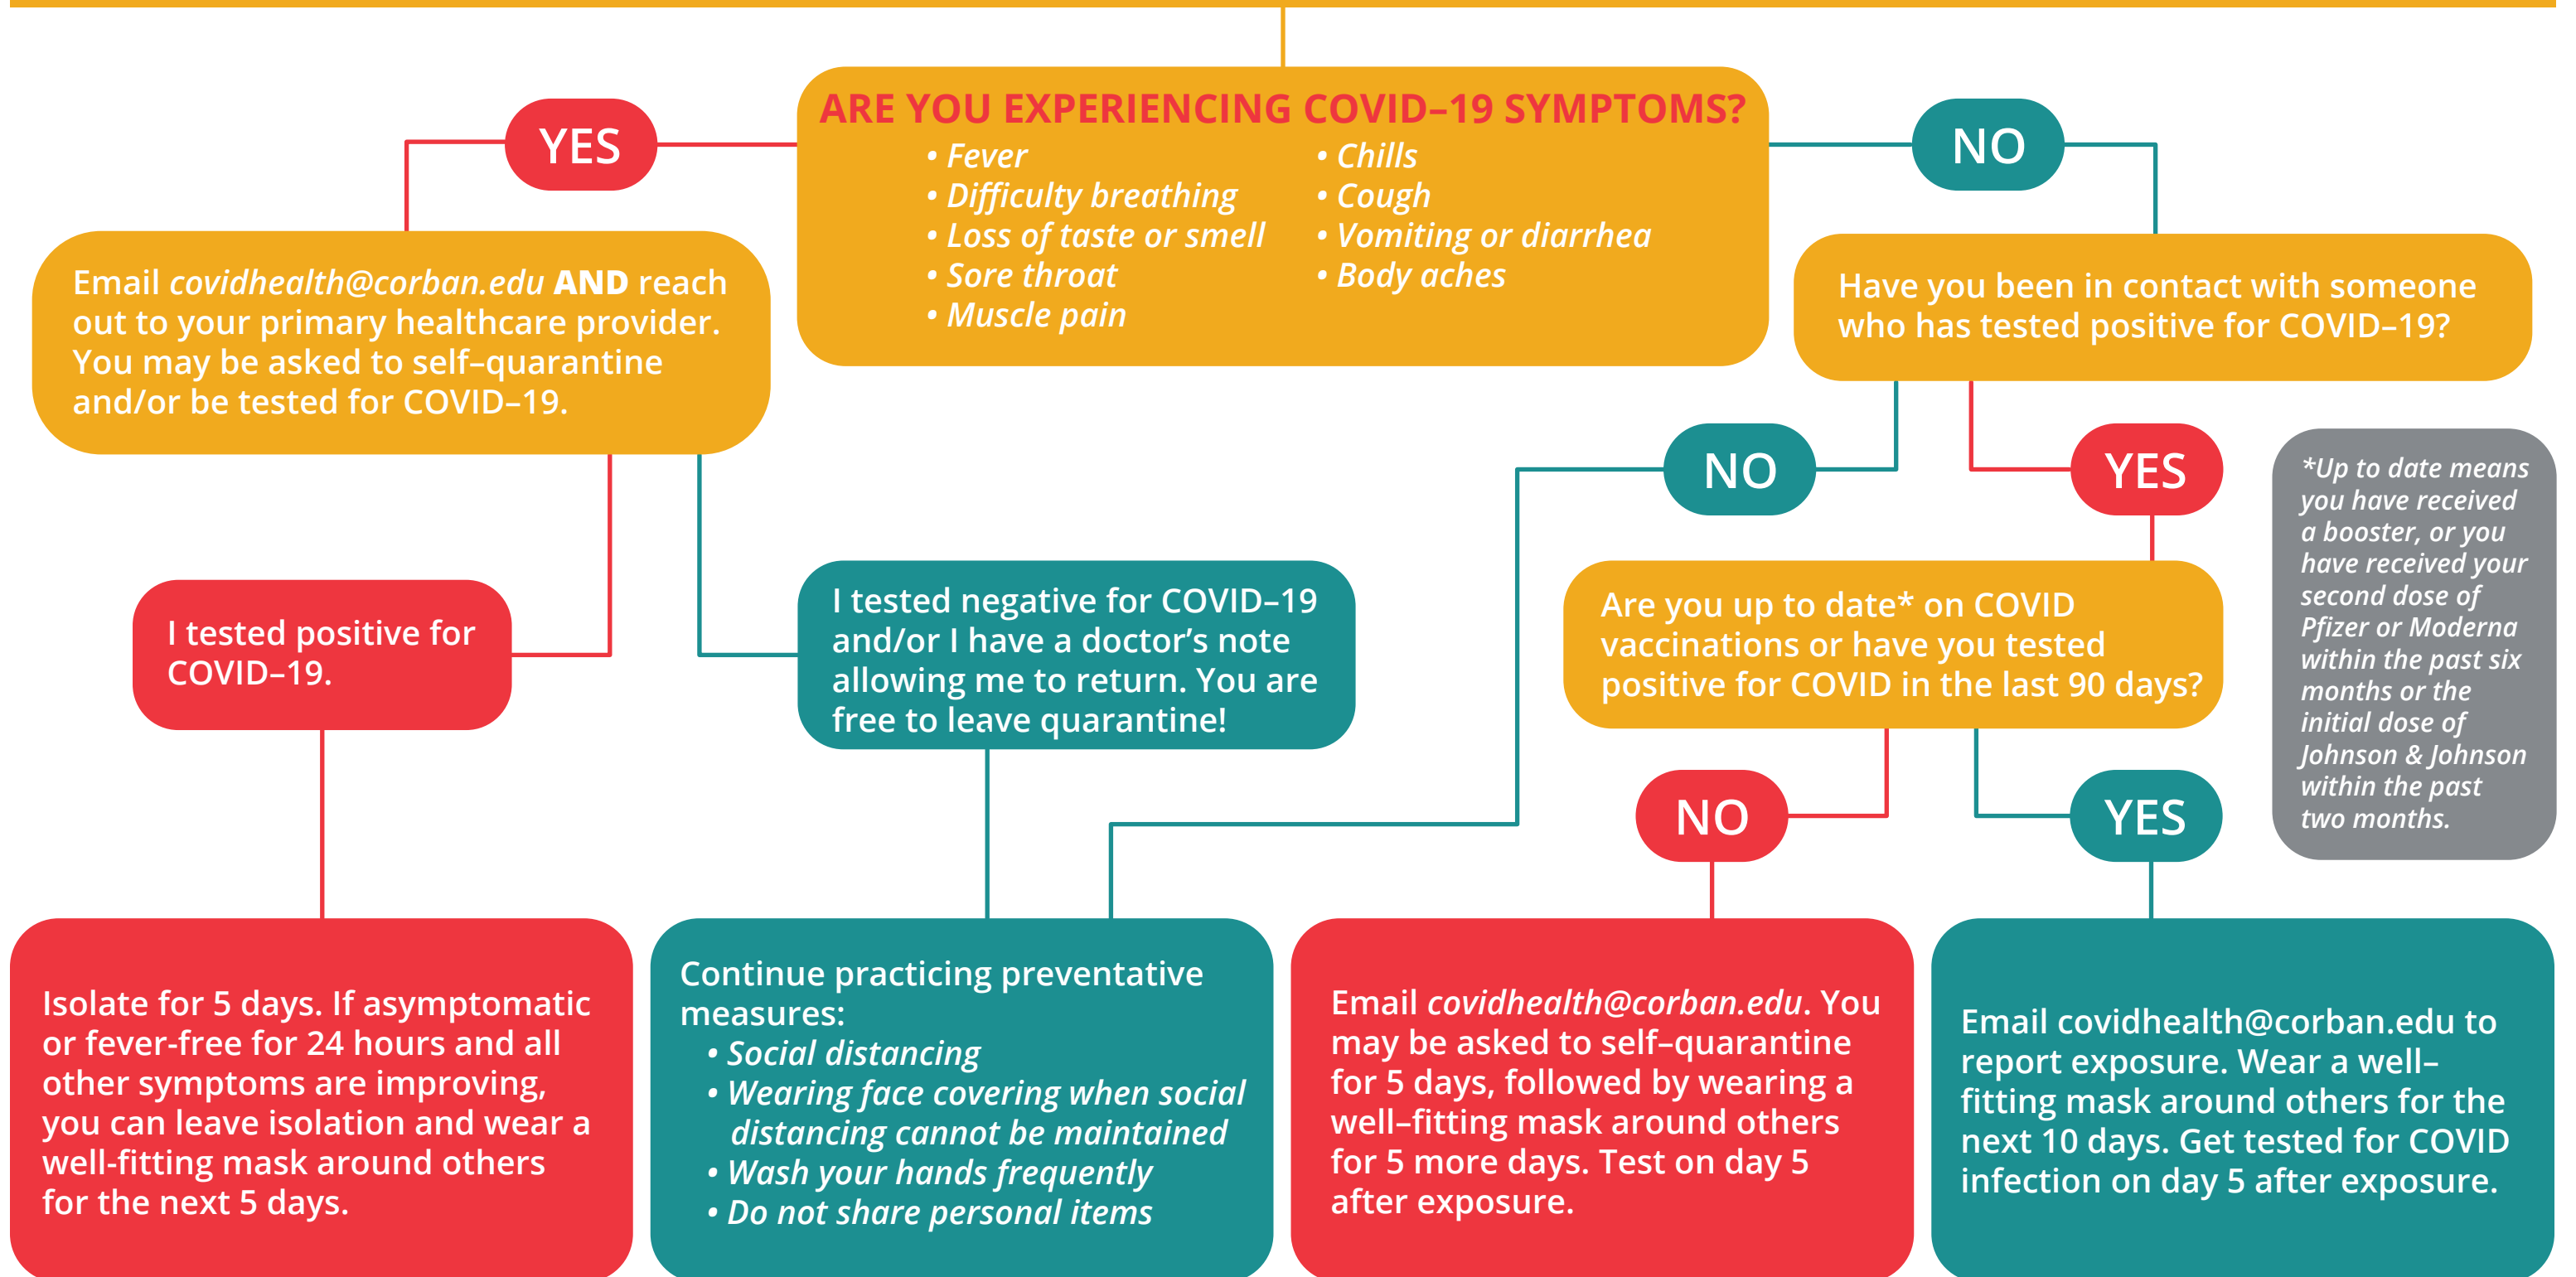 ARE YOU EXPERIENCING COVID–19 SYMPTOMS?
• Fever
• Difficulty breathing
• Loss of taste or smell
• Sore throat
• Muscle pain
• Chills
• Cough
• Vomiting or diarrhea
• Body aches
YES
NO
Email covidhealth@corban.edu AND reach
out to your primary healthcare provider.
You may be asked to self–quarantine
and/or be tested for COVID–19.
Have you been in contact with someone
who has tested positive for COVID–19?
NO
YES
*Up to date means
you have received
a booster, or you
have received your
second dose of
Pfizer or Moderna
within the past six
months or the
initial dose of
Johnson & Johnson
within the past
two months.
I tested positive for
COVID–19.
I tested negative for COVID–19
and/or I have a doctor’s note
allowing me to return. You are
free to leave quarantine!
Are you up to date* on COVID
vaccinations or have you tested
positive for COVID in the last 90 days?
NO
YES
Isolate for 5 days. If asymptomatic
or fever-free for 24 hours and all
other symptoms are improving,
you can leave isolation and wear a
well-fitting mask around others
for the next 5 days.
Continue practicing preventative
measures:
• Social distancing
• Wearing face covering when social
distancing cannot be maintained
• Wash your hands frequently
• Do not share personal items
Email covidhealth@corban.edu. You
may be asked to self–quarantine
for 5 days, followed by wearing a
well–fitting mask around others
for 5 more days. Test on day 5
after exposure.
Email covidhealth@corban.edu to
report exposure. Wear a well–
fitting mask around others for the
next 10 days. Get tested for COVID
infection on day 5 after exposure.